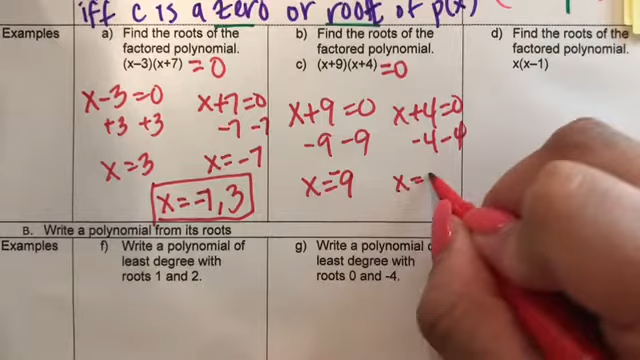 iff c is a zero or root of p(x)
Examples
a) Find the roots of the
factored polynomial.
(x–3)(x+7) = 0
x-3=0 x+7=0
+3 +3 -7 -7
x=3 x=-7
x=-7,3
b) Find the roots of the
factored polynomial.
c) (x+9)(x+4) =0
x+9=0 x+4=0
-9 -9 -4 -4
x=-9 x=-
d) Find the roots of the
factored polynomial.
x(x–1)
B. Write a polynomial from its roots
Examples
f) Write a polynomial of
least degree with
roots 1 and 2.
g) Write a polynomial
least degree with
roots 0 and -4.